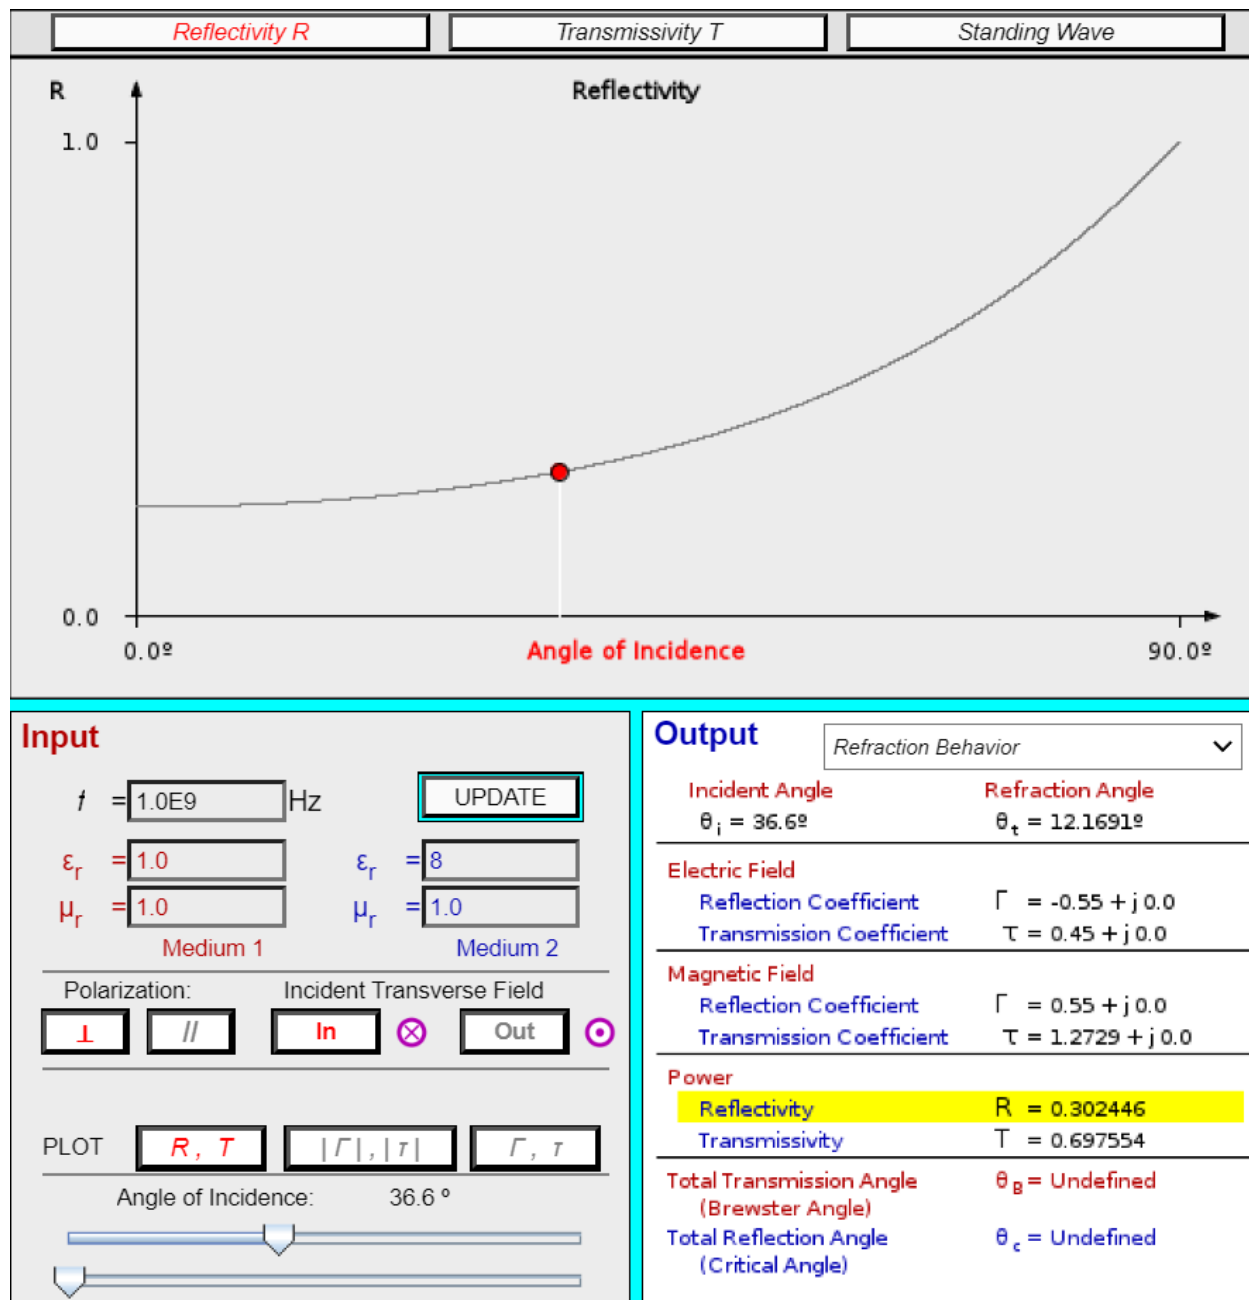 Reflectivity R Transmissivity T Standing Wave
R Reflectivity
1.0
0.0
0.0º Angle of Incidence 90.0º
Input
f = 1.0E9 Hz UPDATE
εr = 1.0 εr = 8
μr = 1.0 μr = 1.0
Medium 1 Medium 2
Polarization: Incident Transverse Field
⊥ // In ⊗ Out ⊙
PLOT R , T |Γ| , |τ| Γ, τ
Angle of Incidence: 36.6 º
Output Refraction Behavior
Incident Angle Refraction Angle
θi = 36.6º θt = 12.1691º
Electric Field
Reflection Coefficient Γ = -0.55 + j 0.0
Transmission Coefficient τ = 0.45 + j 0.0
Magnetic Field
Reflection Coefficient Γ = 0.55 + j0.0
Transmission Coefficient τ = 1.2729 + j 0.0
Power
Reflectivity R = 0.302446
Transmissivity T = 0.697554
Total Transmission Angle θB = Undefined
(Brewster Angle)
Total Reflection Angle θc = Undefined
(Critical Angle)